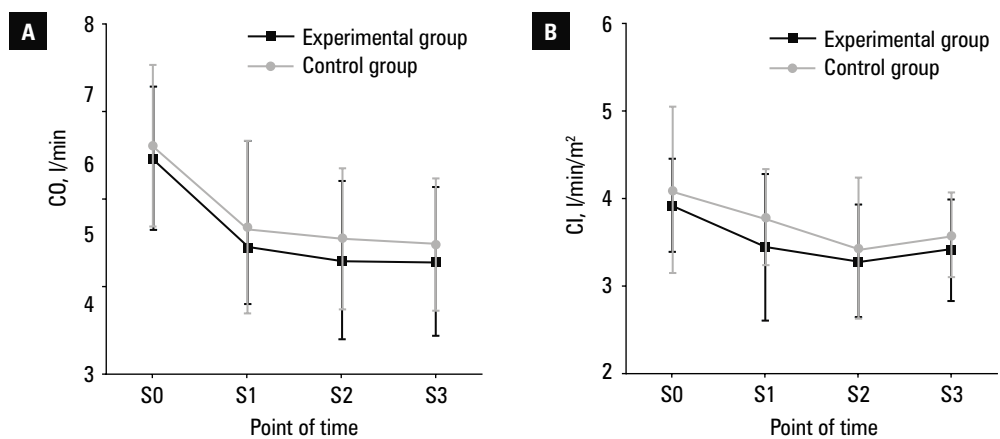 A
8
7
6
5
4
3
CO, l/min
Experimental group
Control group
S0 S1 S2 S3
Point of time
B
6
5
4
3
2
CI, l/min/m²
Experimental group
Control group
S0 S1 S2 S3
Point of time